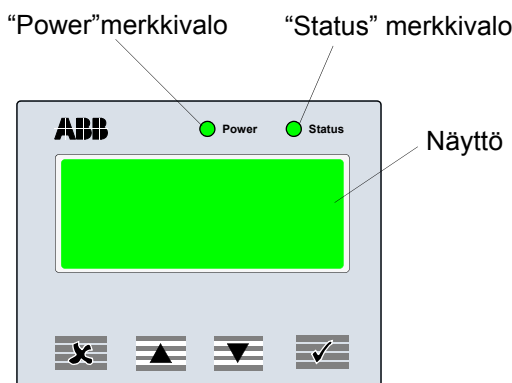 “Power”merkkivalo
“Status” merkkivalo
ABB
Power
Status
Näyttö